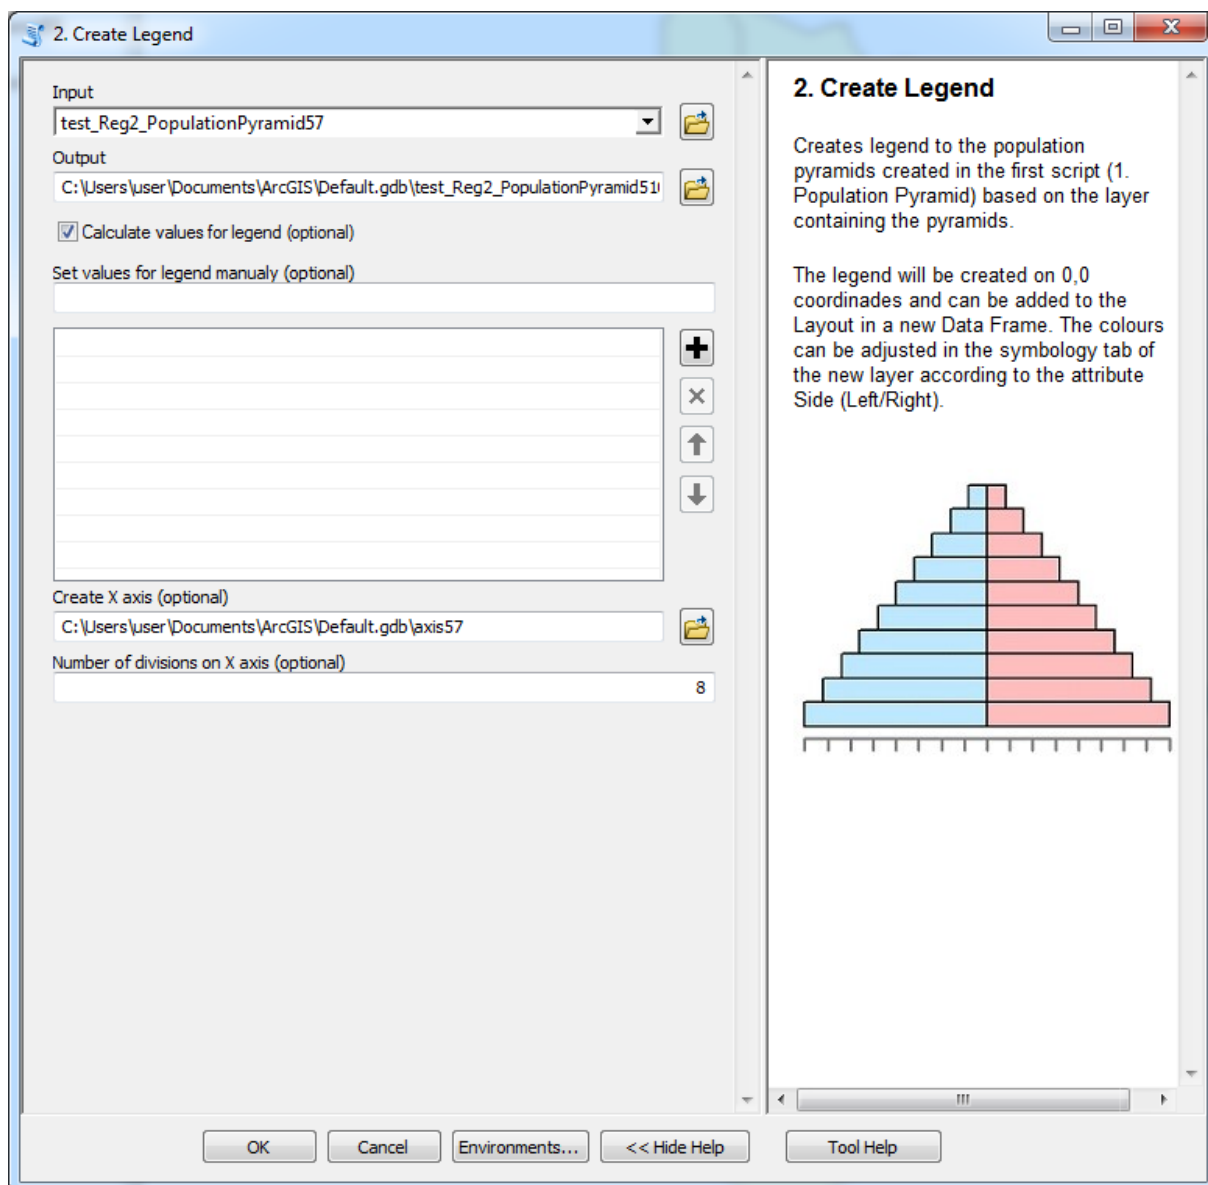 2. Create Legend
Input
test_Reg2_PopulationPyramid57
Output
C:\Users\user\Documents\ArcGIS\Default.gdb\test_Reg2_PopulationPyramid51
Calculate values for legend (optional)
Set values for legend manualy (optional)
Create X axis (optional)
C:\Users\user\Documents\ArcGIS\Default.gdb\axis57
Number of divisions on X axis (optional)
8
2. Create Legend
Creates legend to the population
pyramids created in the first script (1.
Population Pyramid) based on the layer
containing the pyramids.
The legend will be created on 0,0
coordinades and can be added to the
Layout in a new Data Frame. The colours
can be adjusted in the symbology tab of
the new layer according to the attribute
Side (Left/Right).
OK
Cancel
Environments...
<< Hide Help
Tool Help